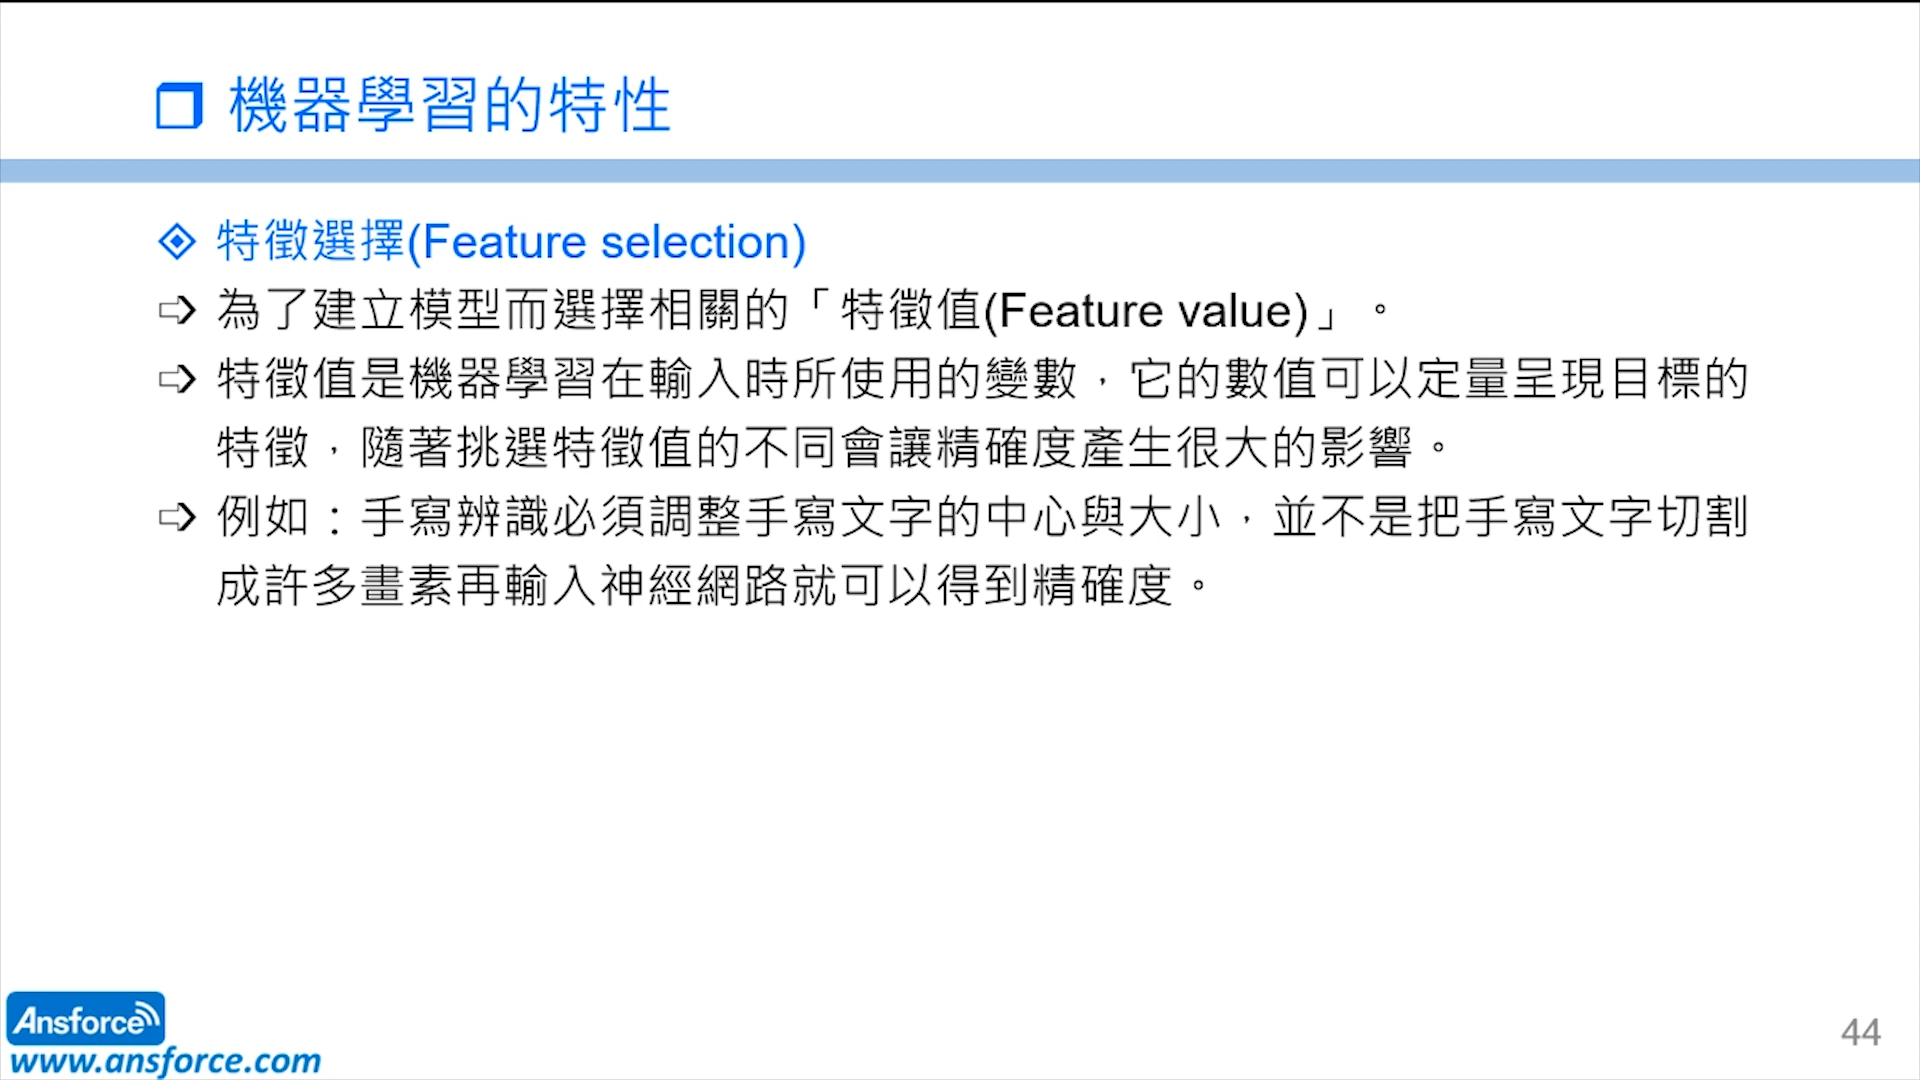 機器學習的特性
特徵選擇(Feature selection)
為了建立模型而選擇相關的「特徵值(Feature value)」。
特徵值是機器學習在輸入時所使用的變數，它的數值可以定量呈現目標的
特徵，隨著挑選特徵值的不同會讓精確度產生很大的影響。
例如：手寫辨識必須調整手寫文字的中心與大小，並不是把手寫文字切割
成許多畫素再輸入神經網路就可以得到精確度。
Ansforce
www.ansforce.com
44